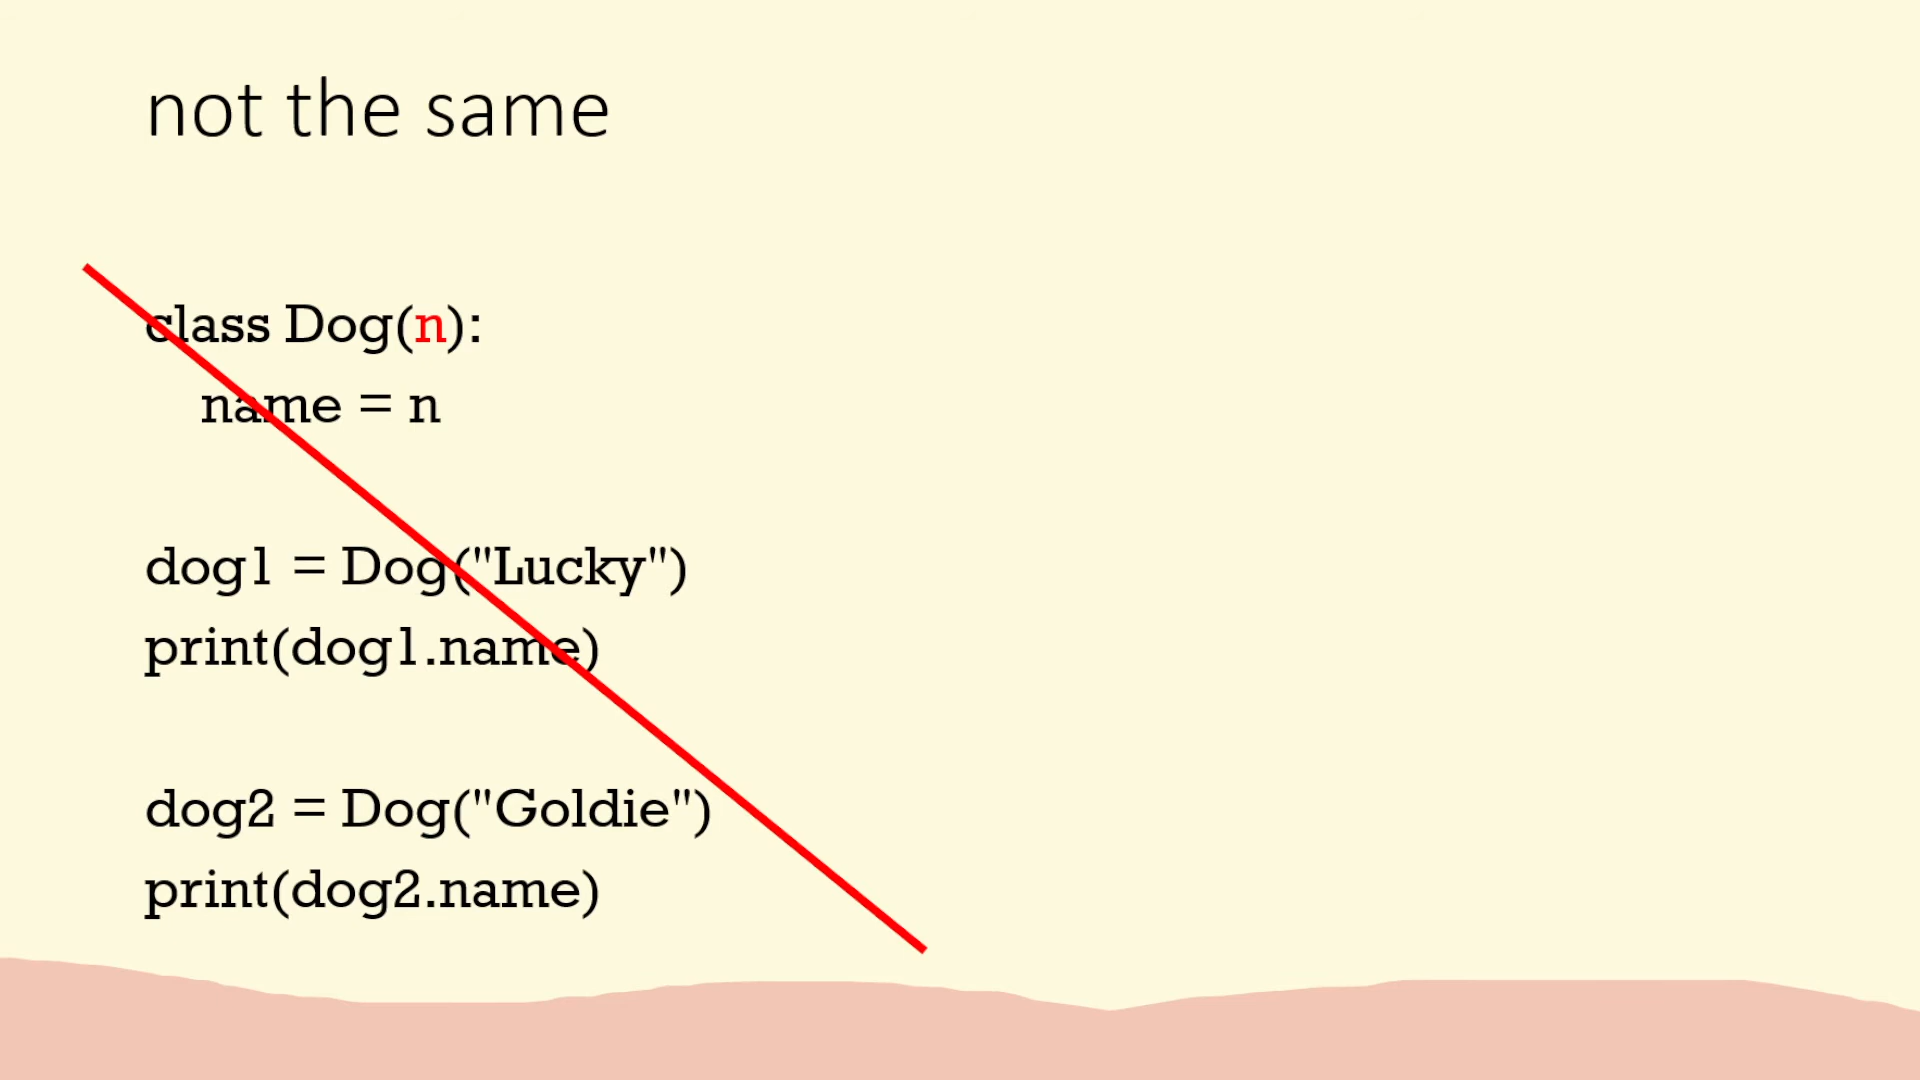 not the same
class Dog(n):
name = n
dog1 = Dog("Lucky")
print(dog1.name)
dog2 = Dog("Goldie")
print(dog2.name)